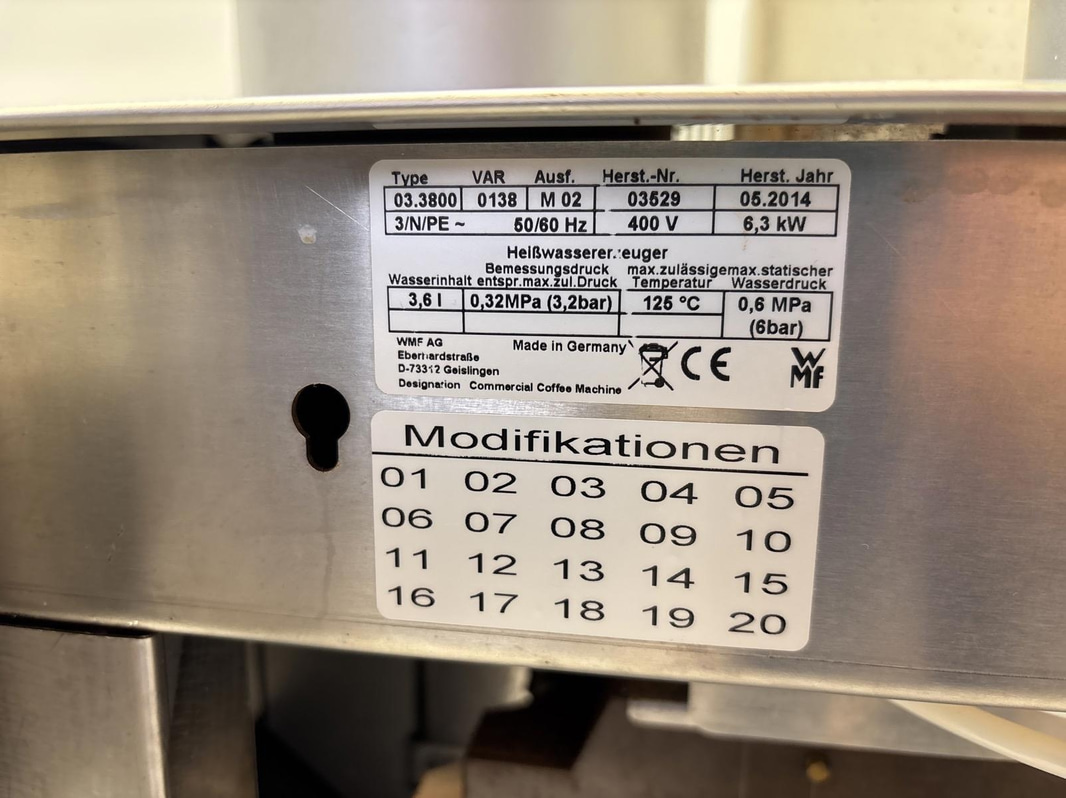 Type VAR Ausf. Herst.-Nr. Herst. Jahr
03.3800 0138 M 02 03529 05.2014
3/N/PE ~ 50/60 Hz 400 V 6,3 kW
Heißwassererzeuger
Bemessungsdruck max.zulässige max.statischer
Wasserinhalt entspr.max.zul.Druck Temperatur Wasserdruck
3,6 l 0,32MPa (3,2bar) 125 °C 0,6 MPa
(6bar)
WMF AG Made in Germany
Eberhardstraße
D-73312 Geislingen
Designation Commercial Coffee Machine
CE
WMF
Modifikationen
01 02 03 04 05
06 07 08 09 10
11 12 13 14 15
16 17 18 19 20